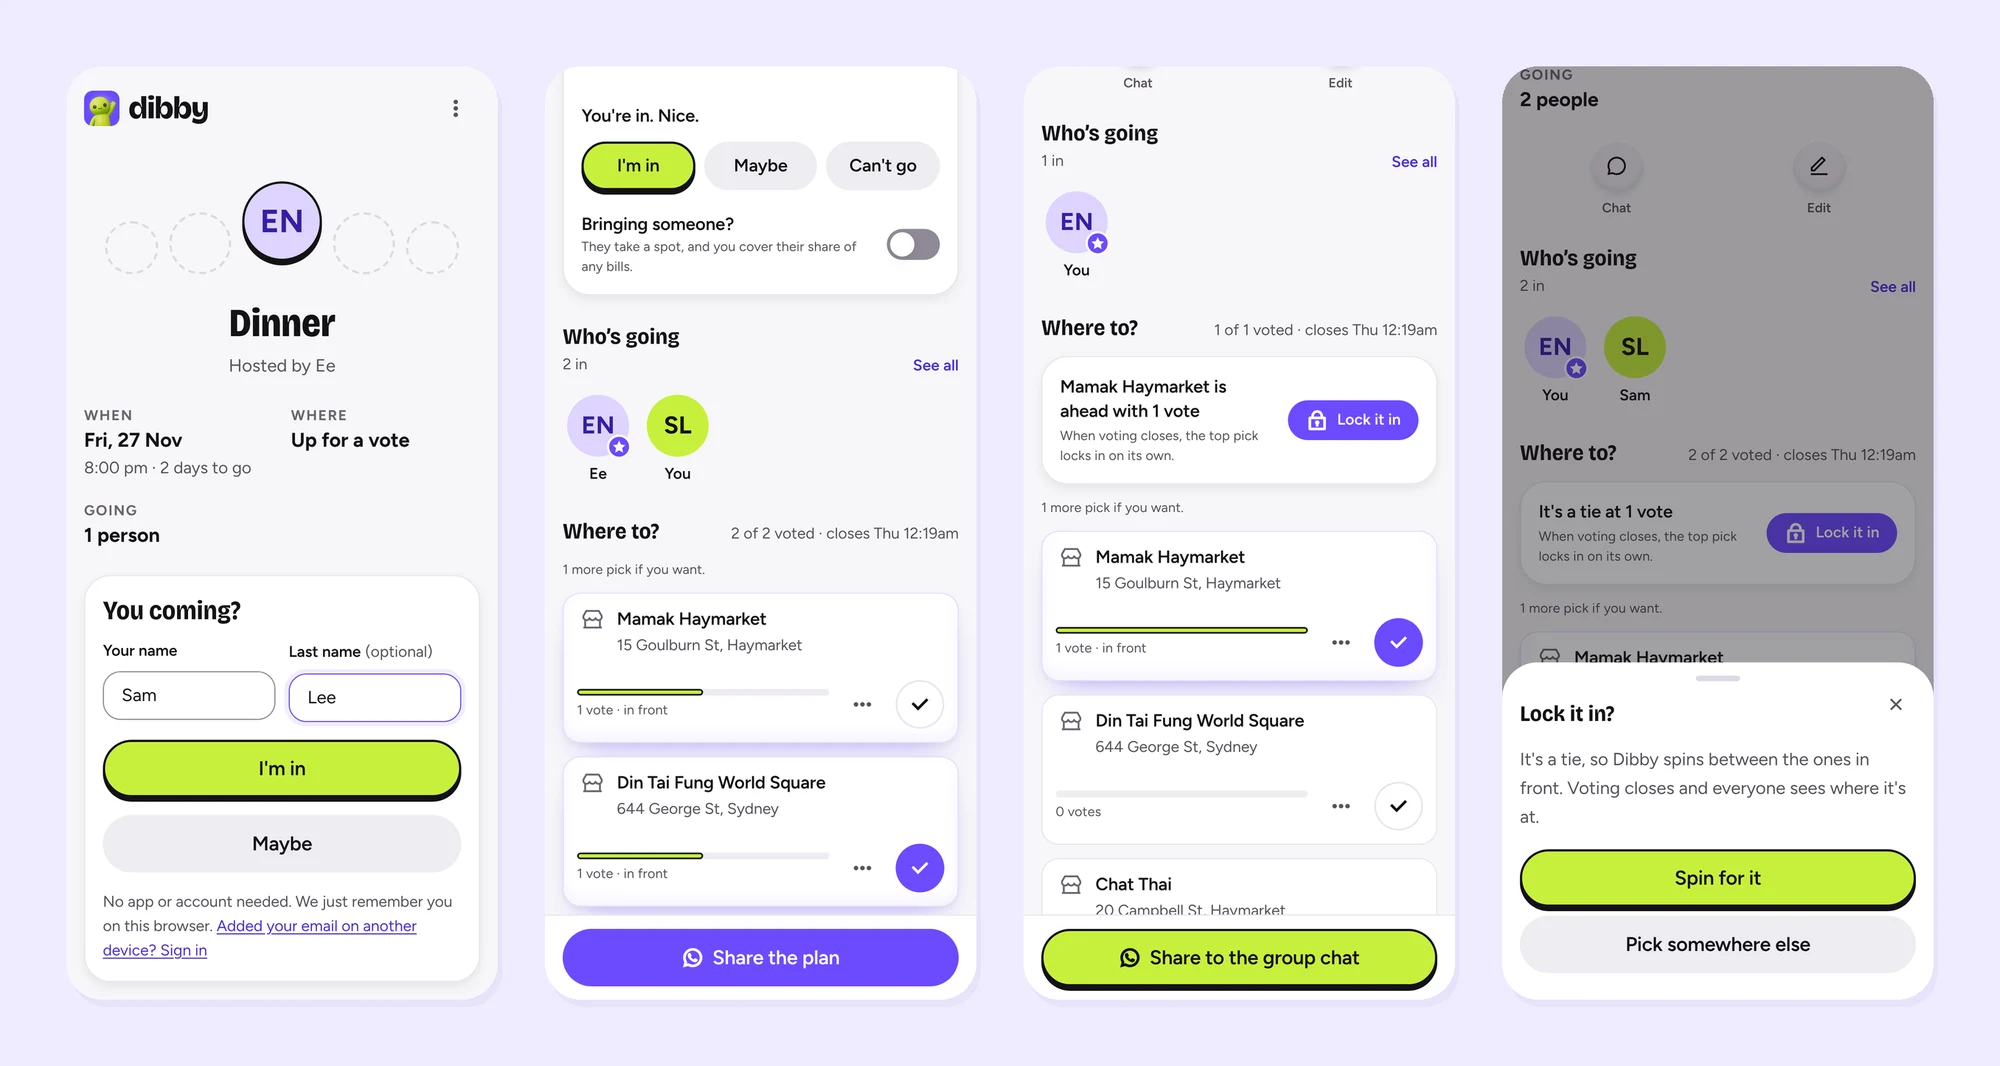 dibby
EN
Dinner
Hosted by Ee
WHEN
Fri, 27 Nov
8:00 pm · 2 days to go
WHERE
Up for a vote
GOING
1 person
You coming?
Your name
Last name (optional)
Sam
Lee
I'm in
Maybe
No app or account needed. We just remember you
on this browser. Added your email on another
device? Sign in
You're in. Nice.
I'm in
Maybe
Can't go
Bringing someone?
They take a spot, and you cover their share of
any bills.
Who's going
2 in
See all
EN
SL
Ee
You
Where to?
2 of 2 voted · closes Thu 12:19am
1 more pick if you want.
Mamak Haymarket
15 Goulburn St, Haymarket
1 vote · in front
Din Tai Fung World Square
644 George St, Sydney
1 vote · in front
Share the plan
Chat
Edit
Who's going
1 in
See all
EN
You
Where to?
1 of 1 voted · closes Thu 12:19am
Mamak Haymarket is
ahead with 1 vote
When voting closes, the top pick
locks in on its own.
Lock it in
1 more pick if you want.
Mamak Haymarket
15 Goulburn St, Haymarket
1 vote · in front
Din Tai Fung World Square
644 George St, Sydney
0 votes
Chat Thai
20 Campbell St, Haymarket
Share to the group chat
GOING
2 people
Chat
Edit
Who's going
2 in
See all
EN
SL
You
Sam
Where to?
2 of 2 voted · closes Thu 12:19am
It's a tie at 1 vote
When voting closes, the top pick
locks in on its own.
Lock it in
1 more pick if you want.
Mamak Haymarket
Lock it in?
It's a tie, so Dibby spins between the ones in
front. Voting closes and everyone sees where it's
at.
Spin for it
Pick somewhere else